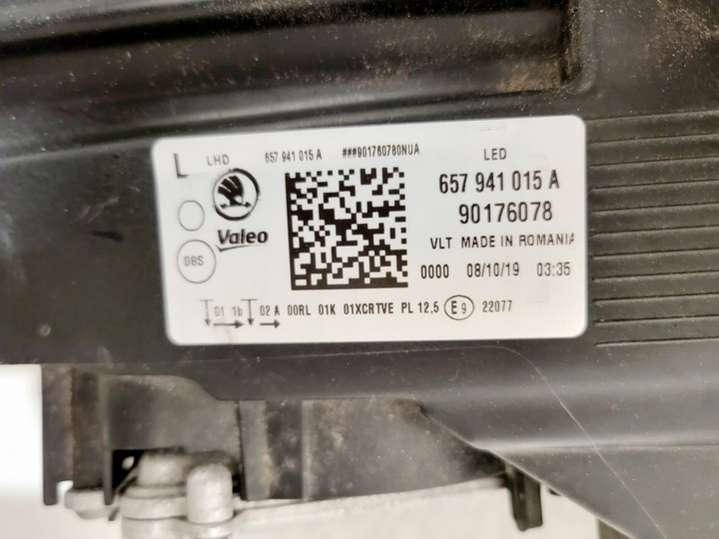 L LHD 657 941 015 A ###901760780NUA LED
657 941 015 A
90176078
Valeo
VLT MADE IN ROMANIA
08S
0000 08/10/19 03:35
01 1b 02 A 00RL 01K 01XCRTVE PL 12,5 E9 22077